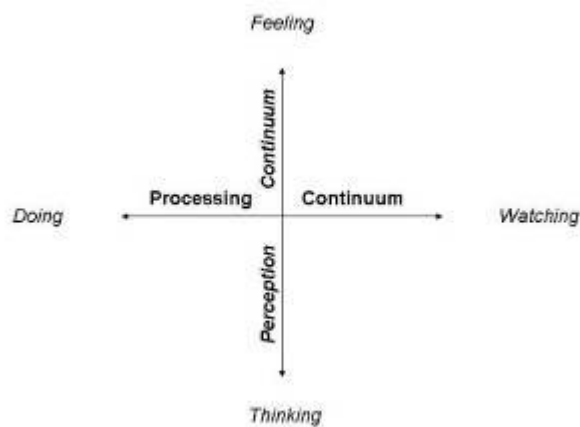 Feeling
Perception Continuum
Processing Continuum
Doing
Watching
Thinking